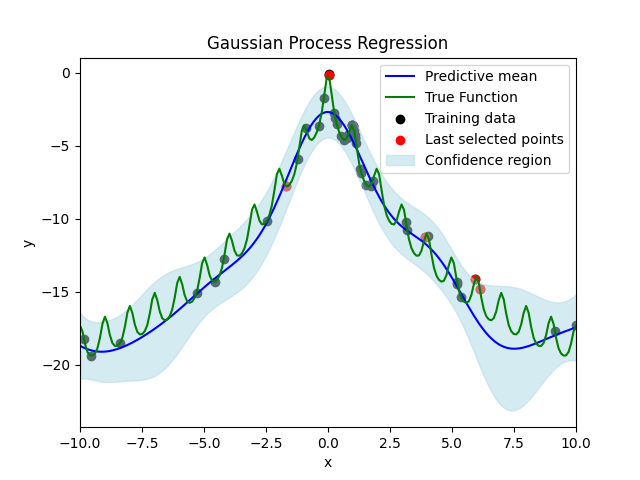 Gaussian Process Regression
Predictive mean
True Function
Training data
Last selected points
Confidence region
y
0
−5
−10
−15
−20
−10.0 −7.5 −5.0 −2.5 0.0 2.5 5.0 7.5 10.0
x